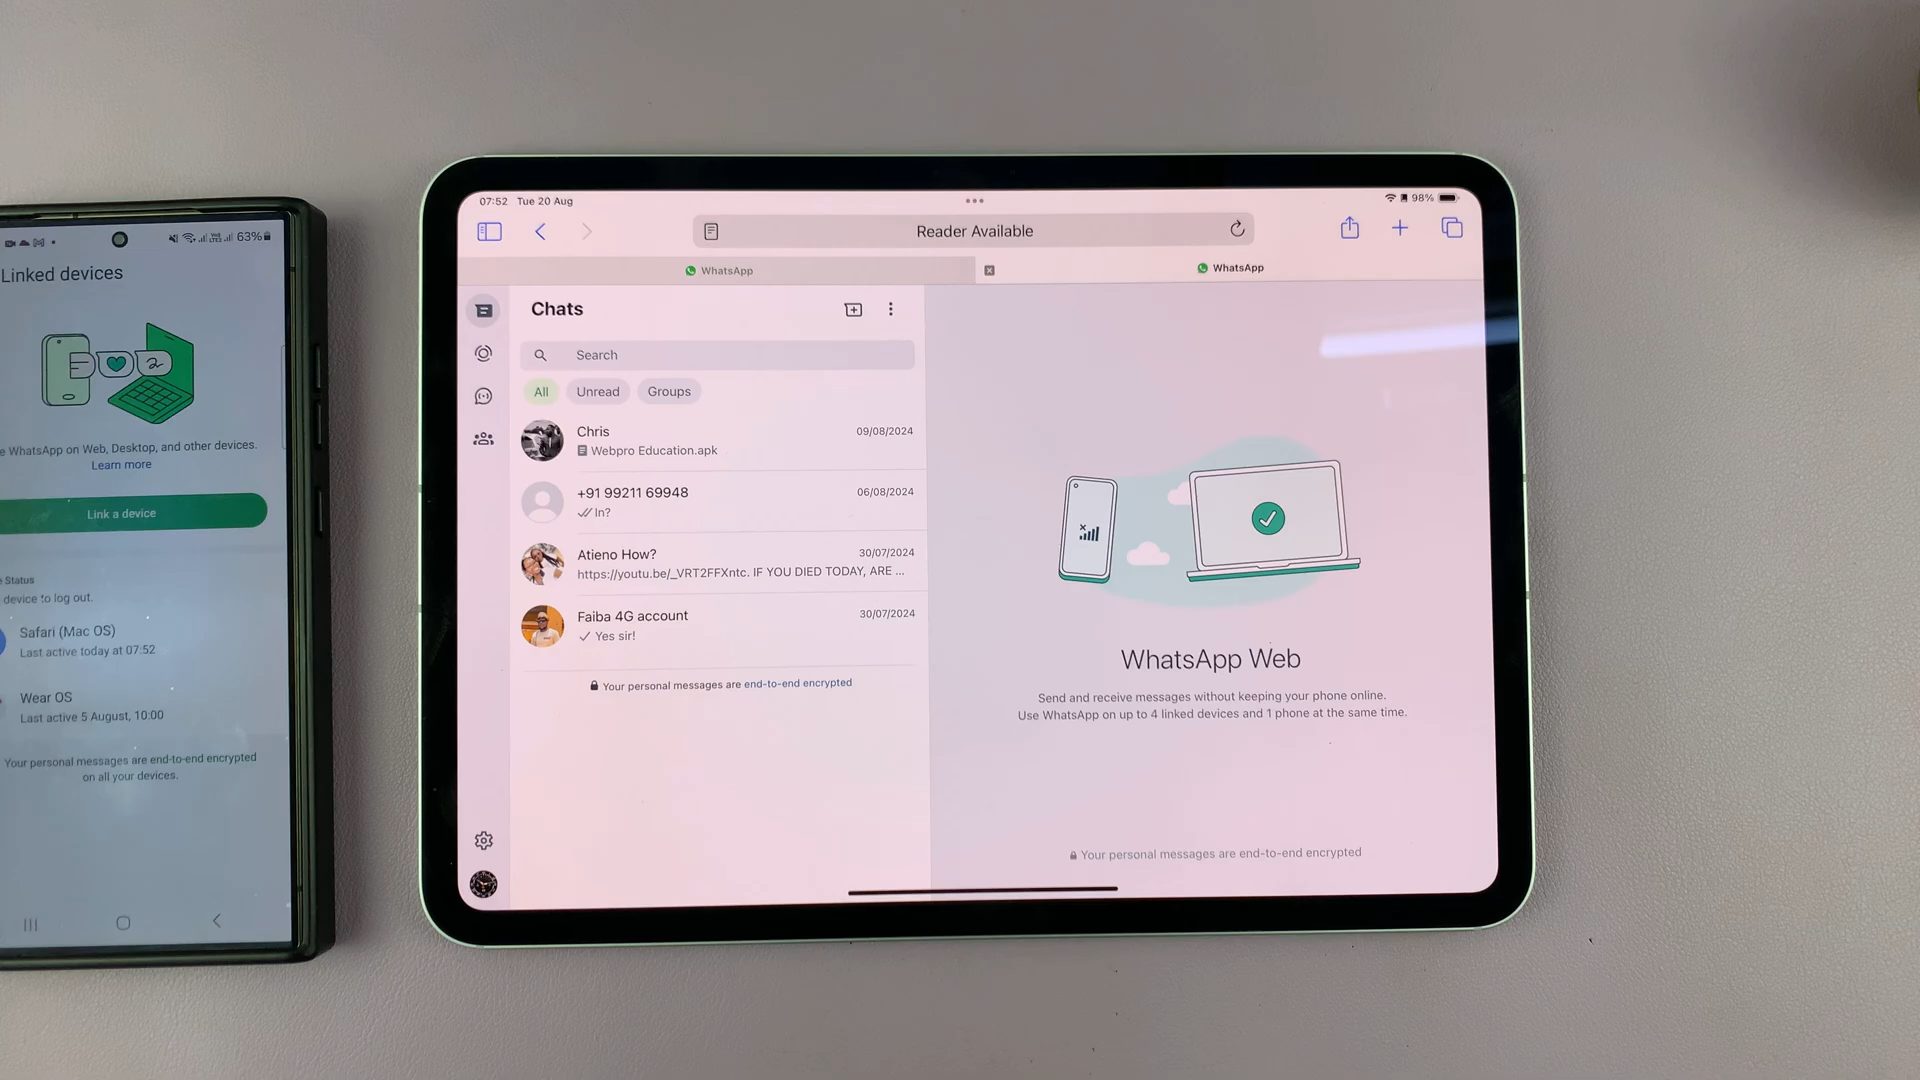 63%
Linked devices
e WhatsApp on Web, Desktop, and other devices.
Learn more
Link a device
Status
device to log out.
Safari (Mac OS)
Last active today at 07:52
Wear OS
Last active 5 August, 10:00
Your personal messages are end-to-end encrypted
on all your devices.
07:52 Tue 20 Aug
98%
Reader Available
WhatsApp
WhatsApp
Chats
Search
All Unread Groups
Chris 09/08/2024
Webpro Education.apk
+91 99211 69948 06/08/2024
In?
Atieno How? 30/07/2024
https://youtu.be/_VRT2FFXntc. IF YOU DIED TODAY, ARE ...
Faiba 4G account 30/07/2024
Yes sir!
Your personal messages are end-to-end encrypted
WhatsApp Web
Send and receive messages without keeping your phone online.
Use WhatsApp on up to 4 linked devices and 1 phone at the same time.
Your personal messages are end-to-end encrypted